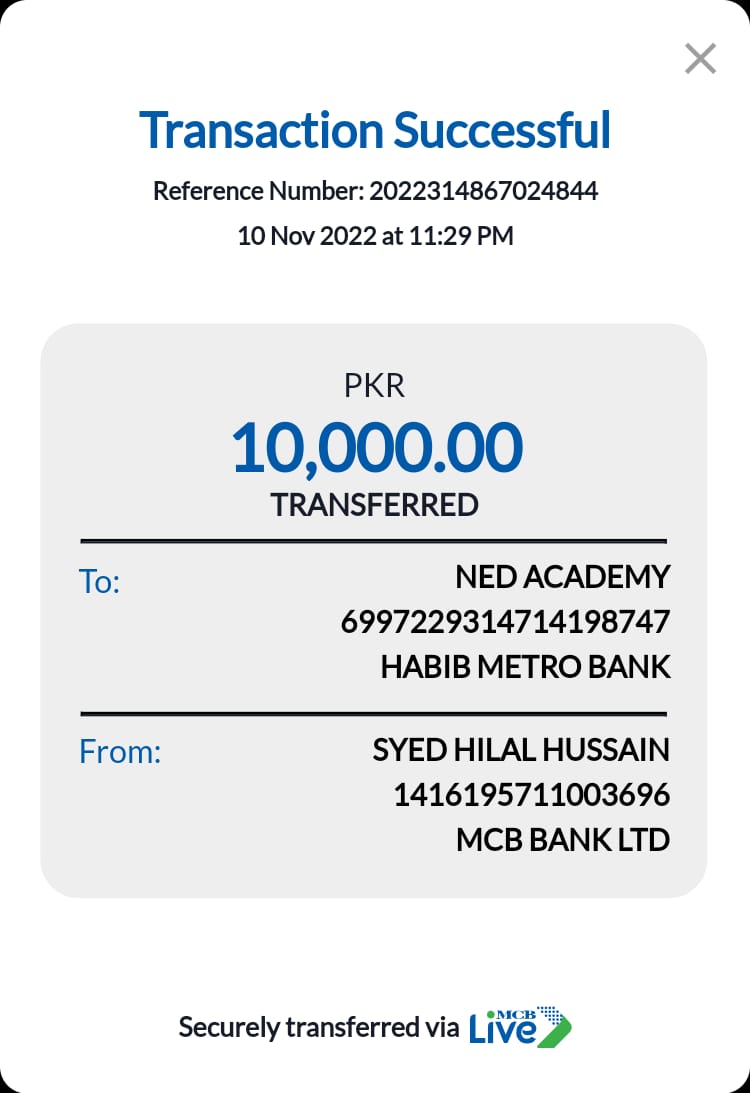 Transaction Successful
Reference Number: 2022314867024844
10 Nov 2022 at 11:29 PM
PKR
10,000.00
TRANSFERRED
To:
NED ACADEMY
6997229314714198747
HABIB METRO BANK
From:
SYED HILAL HUSSAIN
1416195711003696
MCB BANK LTD
Securely transferred via MCB Live